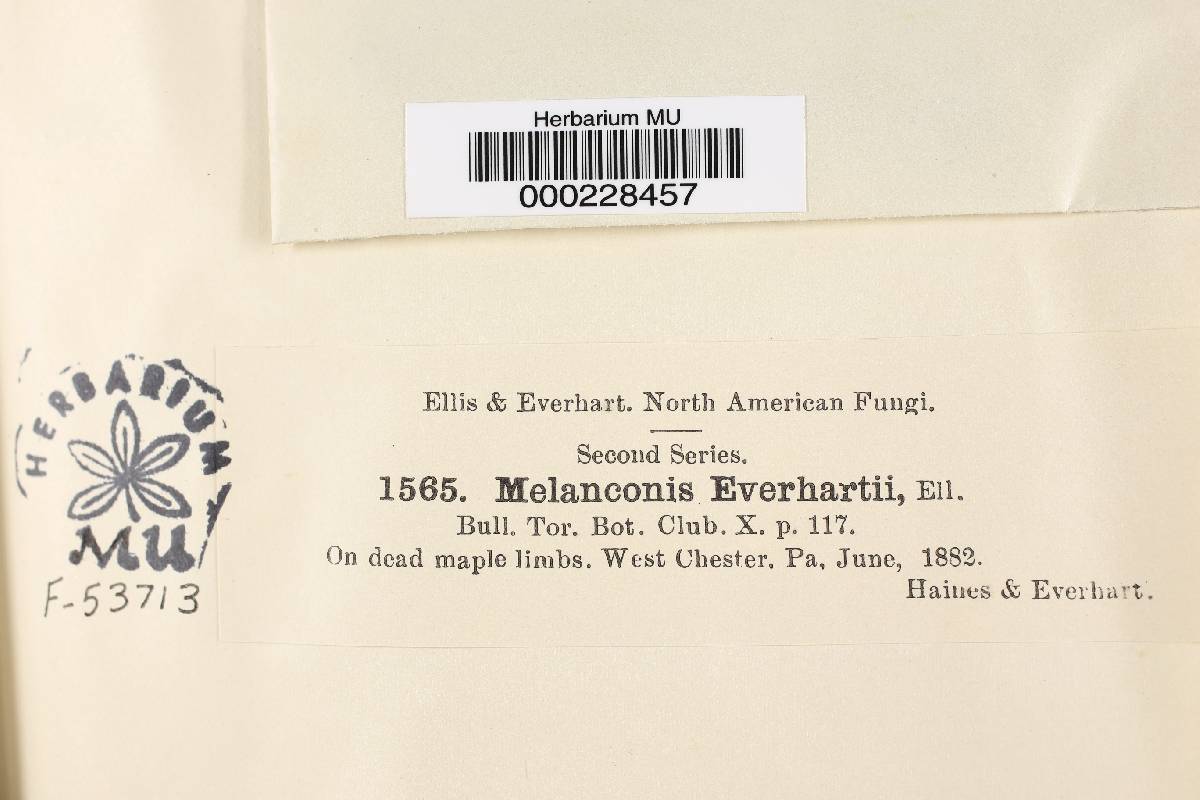 Herbarium MU
000228457
HERBARIUM
MU
F-53713
Ellis & Everhart. North American Fungi.
Second Series.
1565. Melanconis Everhartii, Ell.
Bull. Tor. Bot. Club. X. p. 117.
On dead maple limbs. West Chester, Pa, June, 1882.
Haines & Everhart.